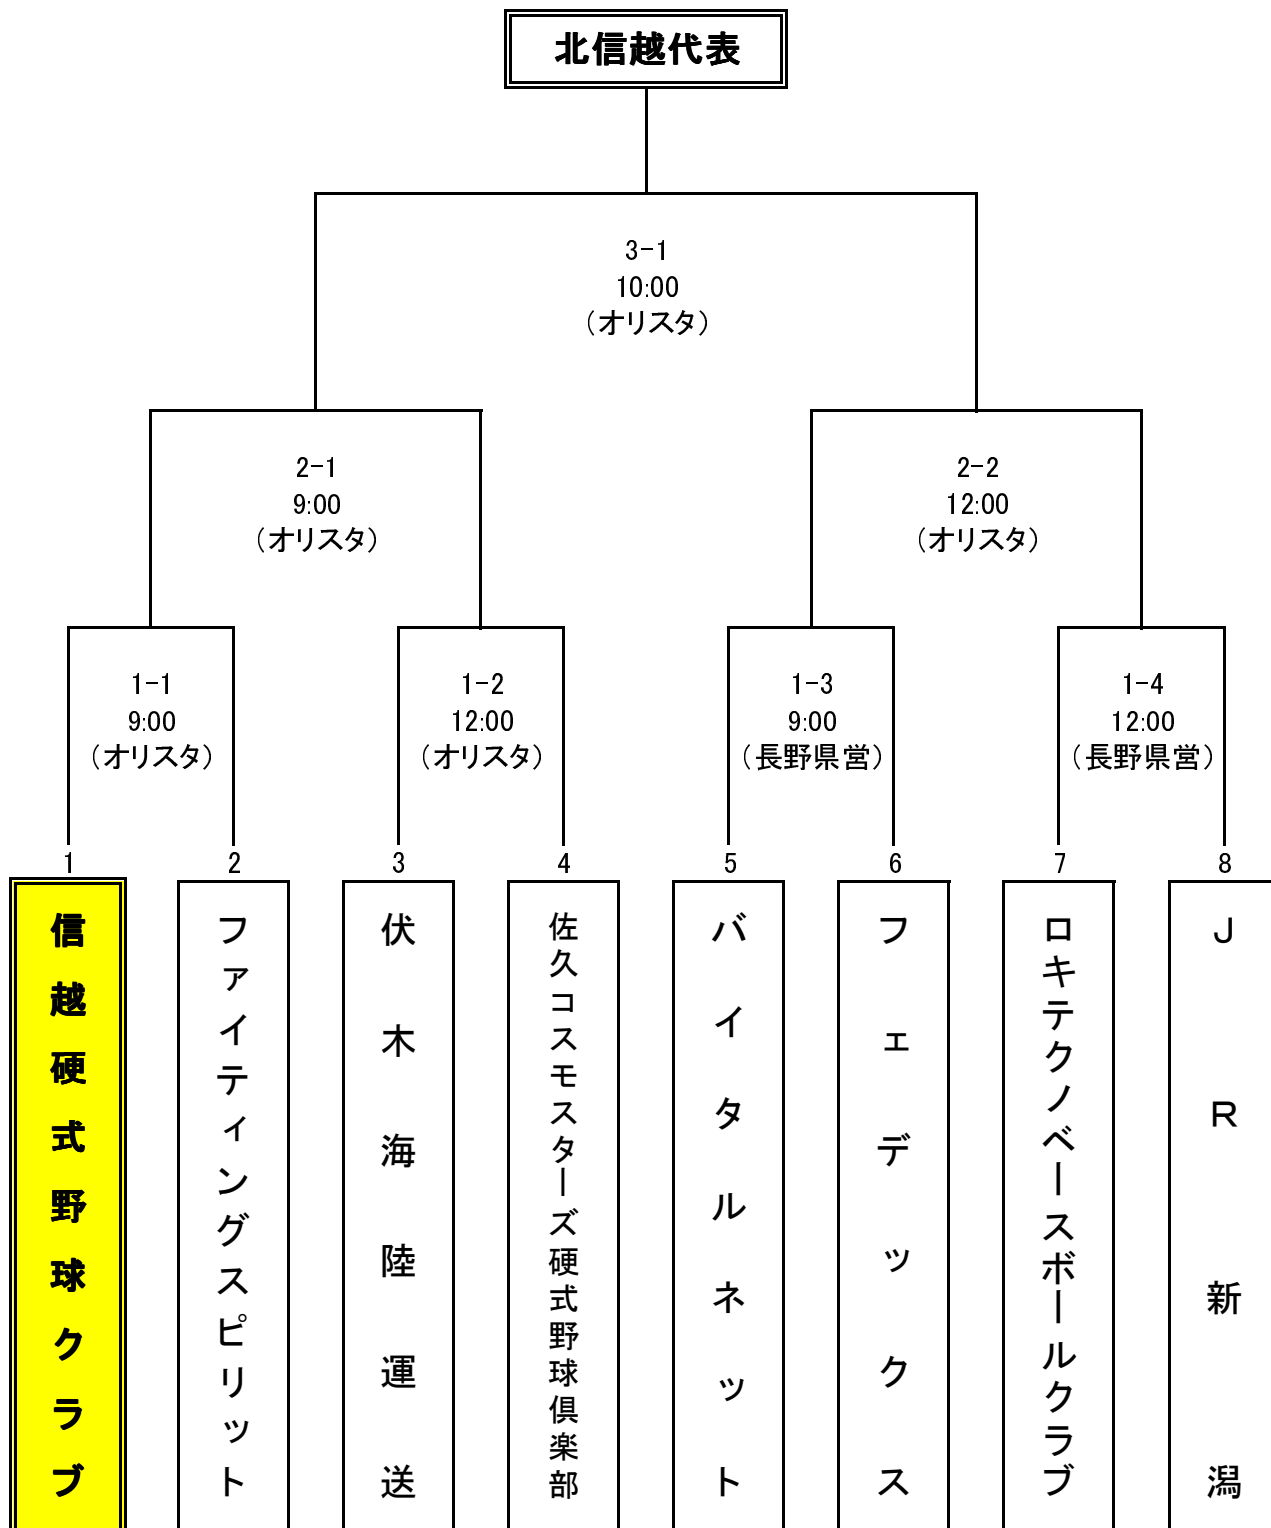 北信越代表
3-1
10:00
(オリスタ)
2-1
9:00
(オリスタ)
2-2
12:00
(オリスタ)
1-1
9:00
(オリスタ)
1-2
12:00
(オリスタ)
1-3
9:00
(長野県営)
1-4
12:00
(長野県営)
1
2
3
4
5
6
7
8
信越硬式野球クラブ
ファイティングスピリット
伏木海陸運送
佐久コスモスターズ硬式野球倶楽部
バイタルネット
フェデックス
ロキテクノベースボールクラブ
JR新潟